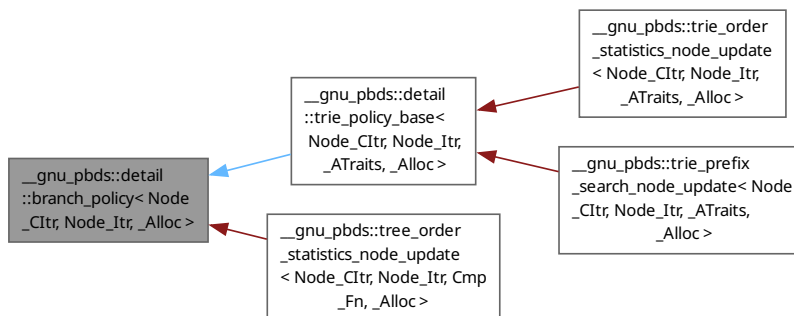 __gnu_pbds::detail
::branch_policy< Node
_CItr, Node_Itr, _Alloc >
__gnu_pbds::detail
::trie_policy_base<
Node_CItr, Node_Itr,
_ATraits, _Alloc >
__gnu_pbds::tree_order
_statistics_node_update
< Node_CItr, Node_Itr, Cmp
_Fn, _Alloc >
__gnu_pbds::trie_order
_statistics_node_update
< Node_CItr, Node_Itr,
_ATraits, _Alloc >
__gnu_pbds::trie_prefix
_search_node_update< Node
_CItr, Node_Itr, _ATraits,
_Alloc >